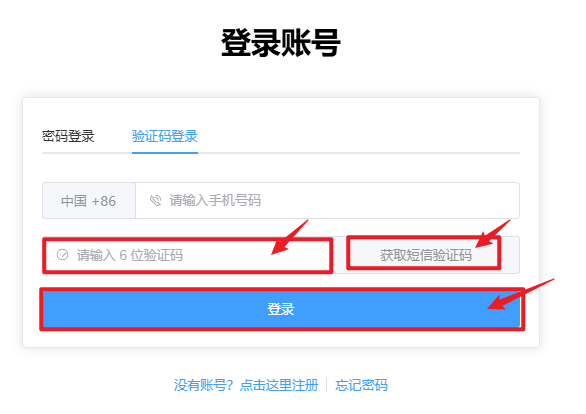 登录账号
密码登录 验证码登录
中国 +86 请输入手机号码
请输入 6 位验证码 获取短信验证码
登录
没有账号？点击这里注册 忘记密码